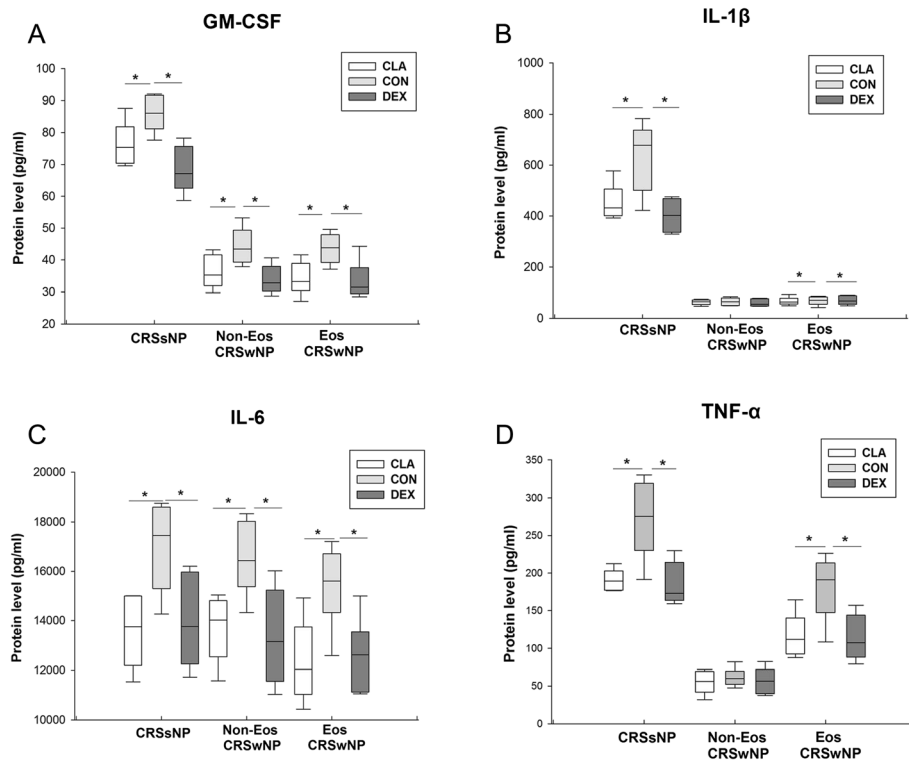 A
GM-CSF
CLA
CON
DEX
Protein level (pg/ml)
100
90
80
70
60
50
40
30
20
* *
* *
* *
CRSsNP
Non-Eos
CRSwNP
Eos
CRSwNP
B
IL-1β
CLA
CON
DEX
Protein level (pg/ml)
1000
800
600
400
200
0
* *
* *
CRSsNP
Non-Eos
CRSwNP
Eos
CRSwNP
C
IL-6
CLA
CON
DEX
Protein level (pg/ml)
20000
18000
16000
14000
12000
10000
* *
* *
* *
CRSsNP
Non-Eos
CRSwNP
Eos
CRSwNP
D
TNF-α
CLA
CON
DEX
Protein level (pg/ml)
350
300
250
200
150
100
50
0
* *
* *
CRSsNP
Non-Eos
CRSwNP
Eos
CRSwNP